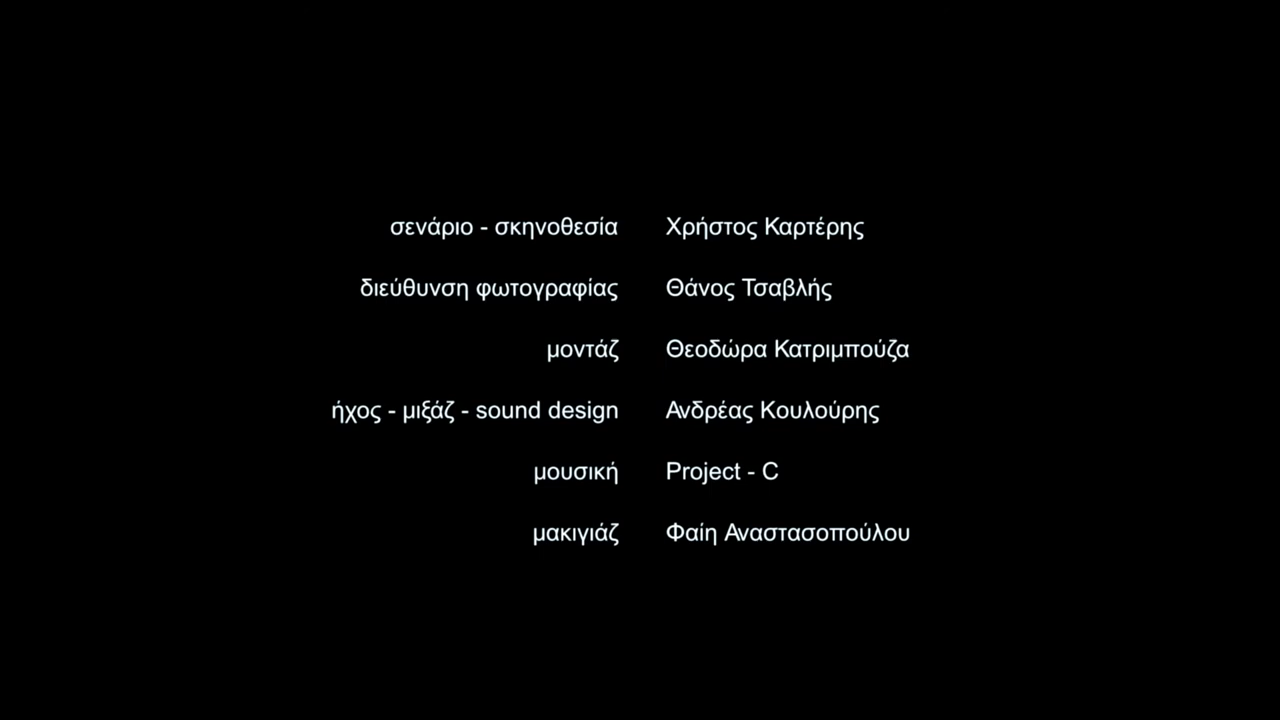 σενάριο - σκηνοθεσία Χρήστος Καρτέρης
διεύθυνση φωτογραφίας Θάνος Τσαβλής
μοντάζ Θεοδώρα Κατριμπούζα
ήχος - μιξάζ - sound design Ανδρέας Κουλούρης
μουσική Project - C
μακιγιάζ Φαίη Αναστασοπούλου